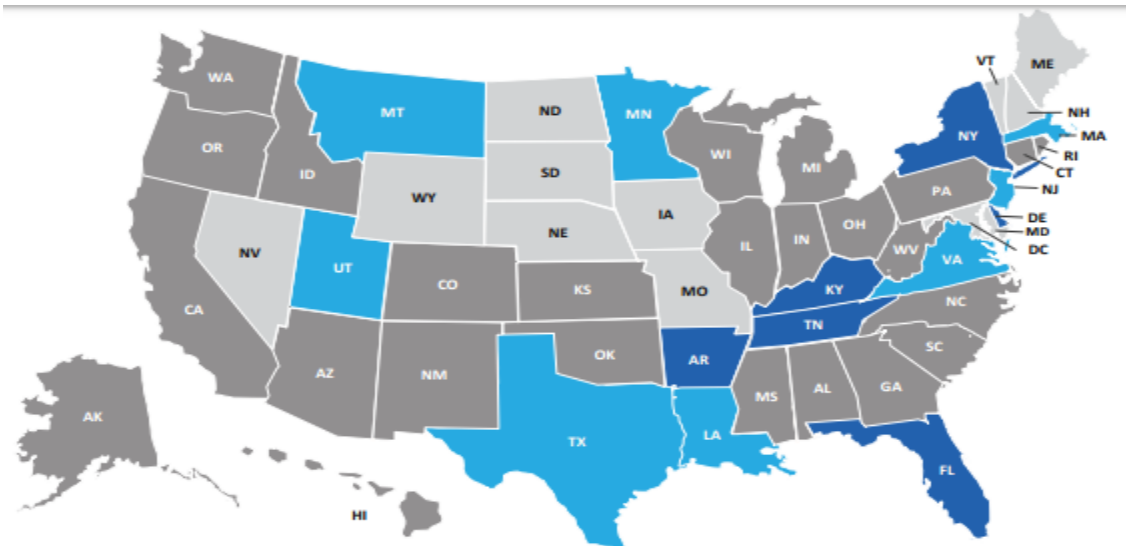 VT
ME
WA
MT
ND
MN
NH
NY
MA
OR
WI
RI
ID
SD
MI
CT
WY
PA
NJ
IA
NE
OH
DE
IL
IN
MD
NV
WV
DC
UT
VA
CO
KS
MO
KY
CA
NC
TN
OK
AR
SC
AZ
NM
MS
AL
GA
AK
TX
LA
FL
HI